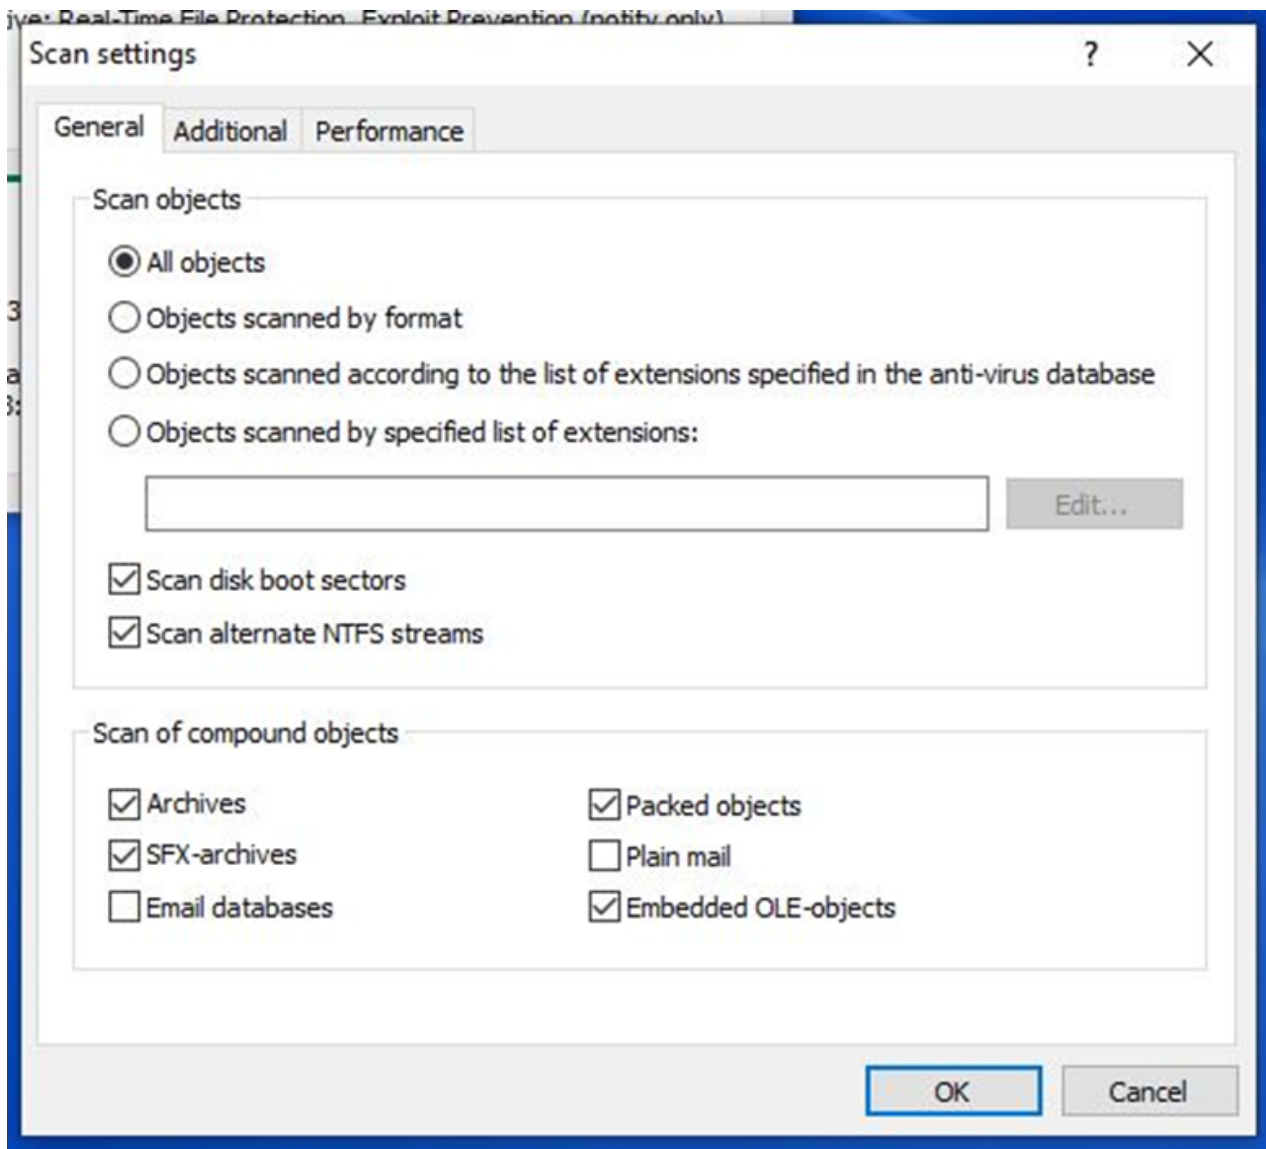 ive: Real-Time File Protection, Exploit Prevention (notify only)
Scan settings
?
General
Additional
Performance
Scan objects
All objects
Objects scanned by format
Objects scanned according to the list of extensions specified in the anti-virus database
Objects scanned by specified list of extensions:
Edit...
Scan disk boot sectors
Scan alternate NTFS streams
Scan of compound objects
Archives
Packed objects
SFX-archives
Plain mail
Email databases
Embedded OLE-objects
OK
Cancel